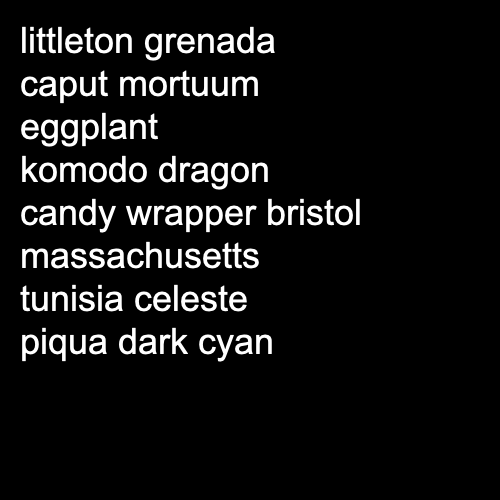 littleton grenada
caput mortuum
eggplant
komodo dragon
candy wrapper bristol
massachusetts
tunisia celeste
piqua dark cyan